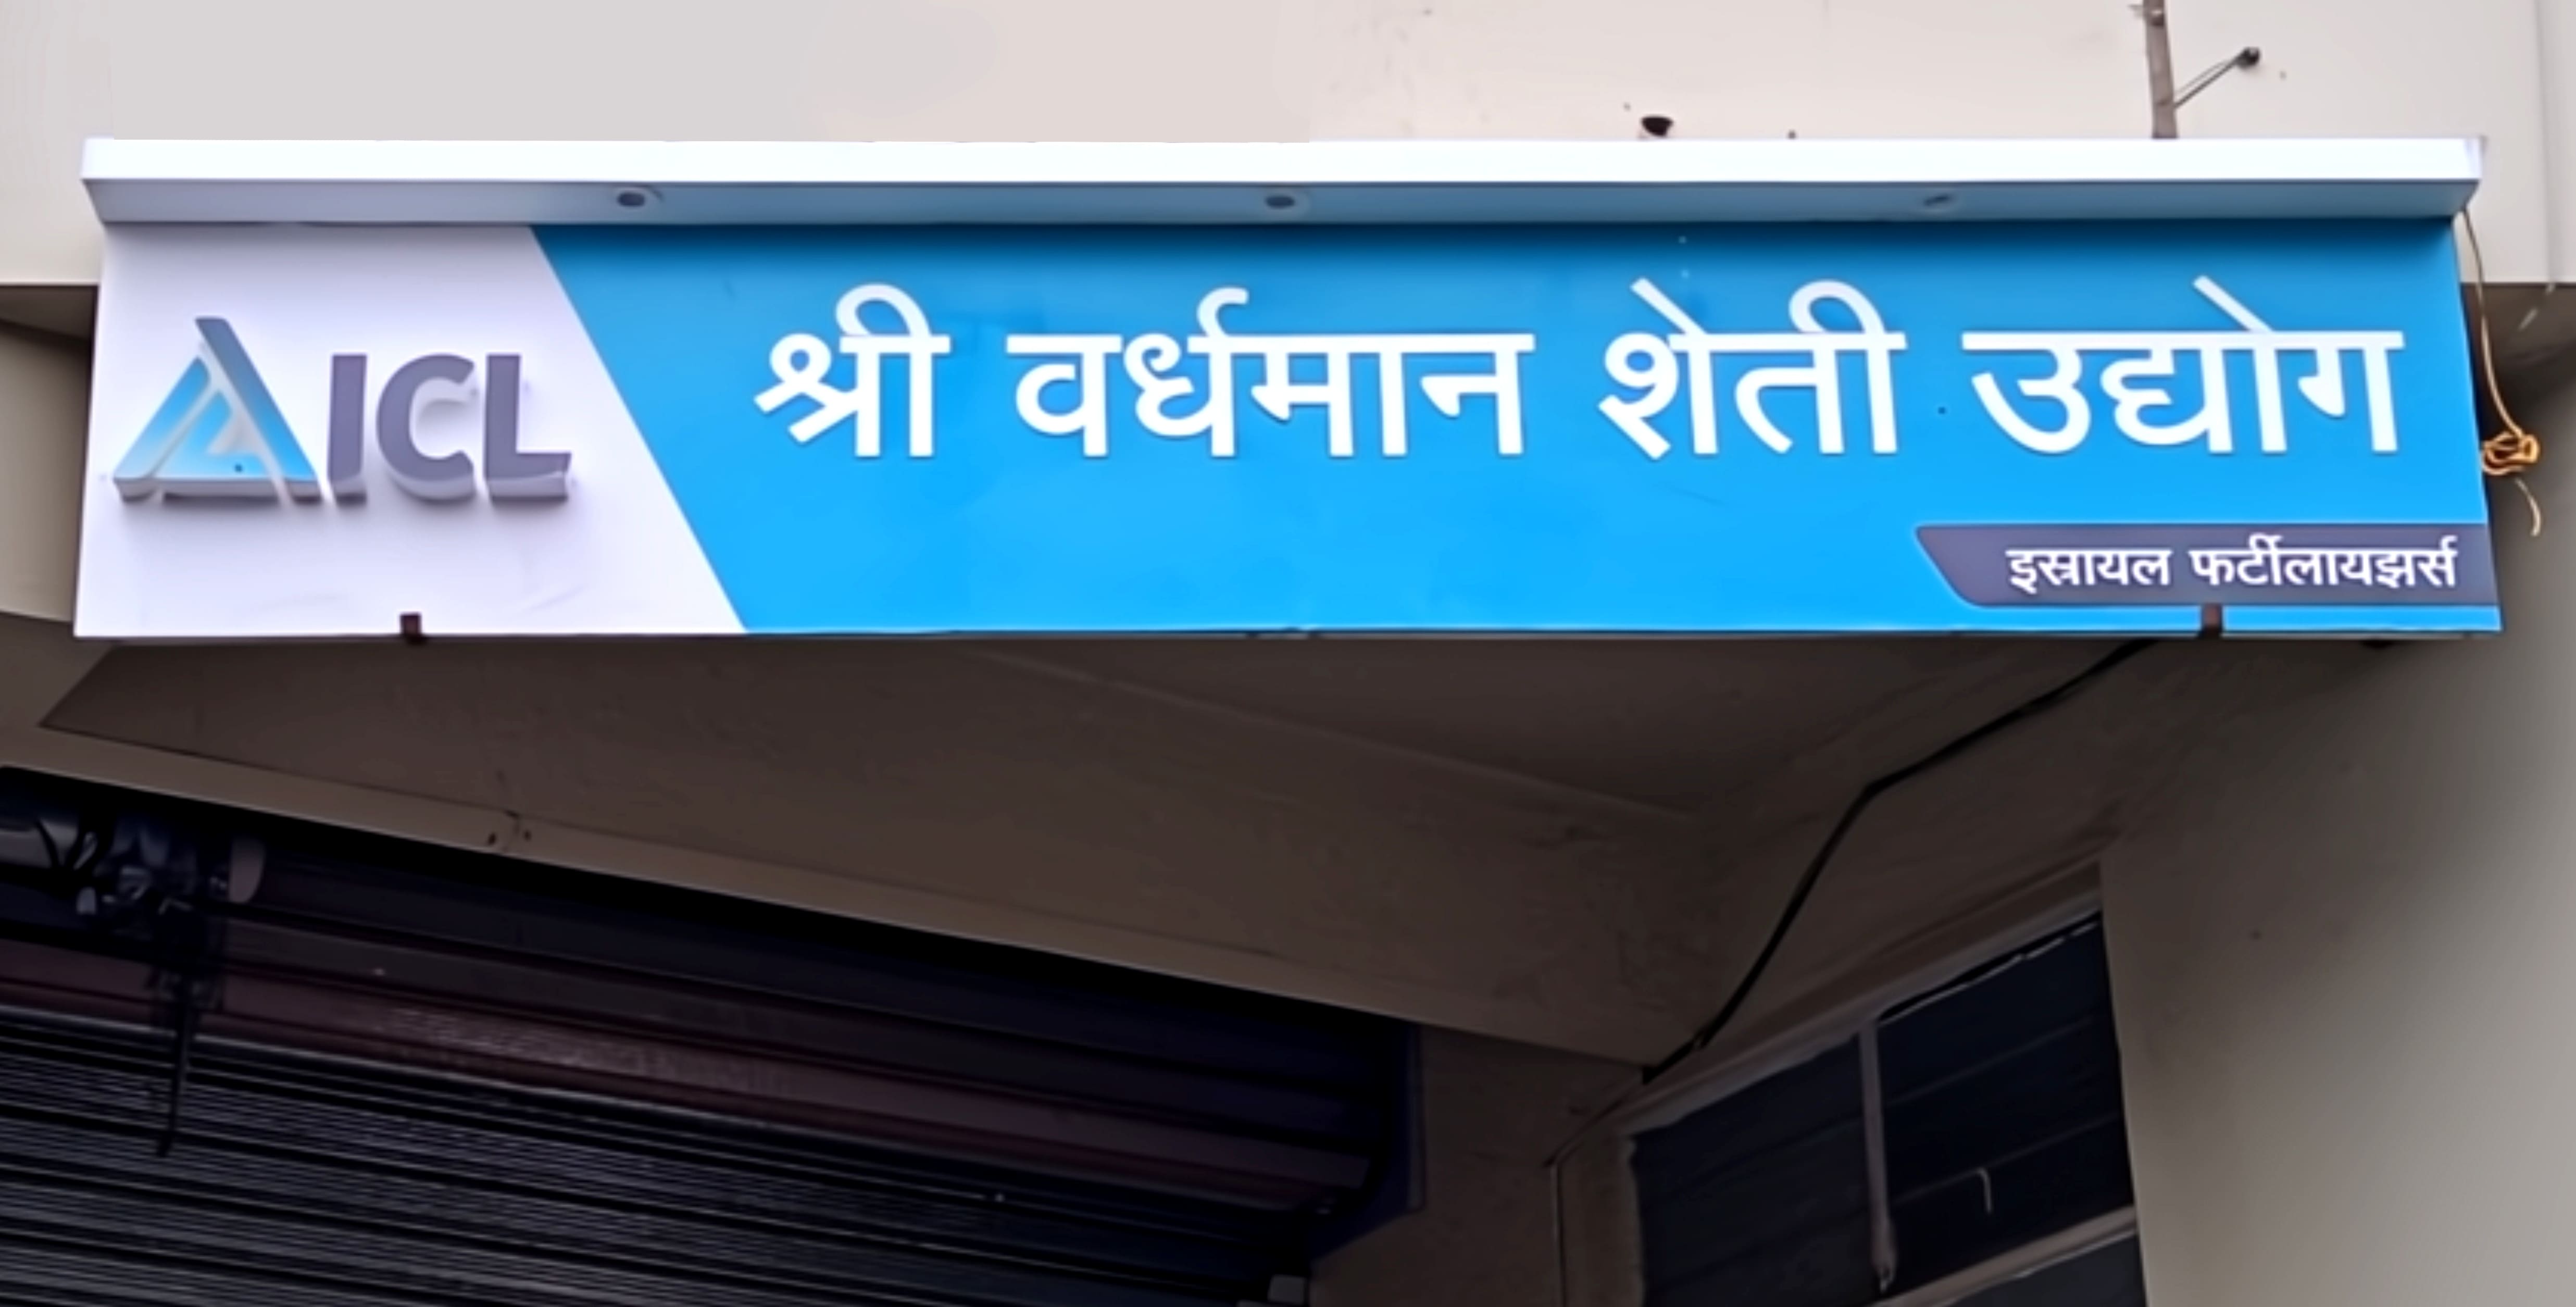 ICL
श्री वर्धमान शेती उद्योग
इस्रायल फर्टीलायझर्स